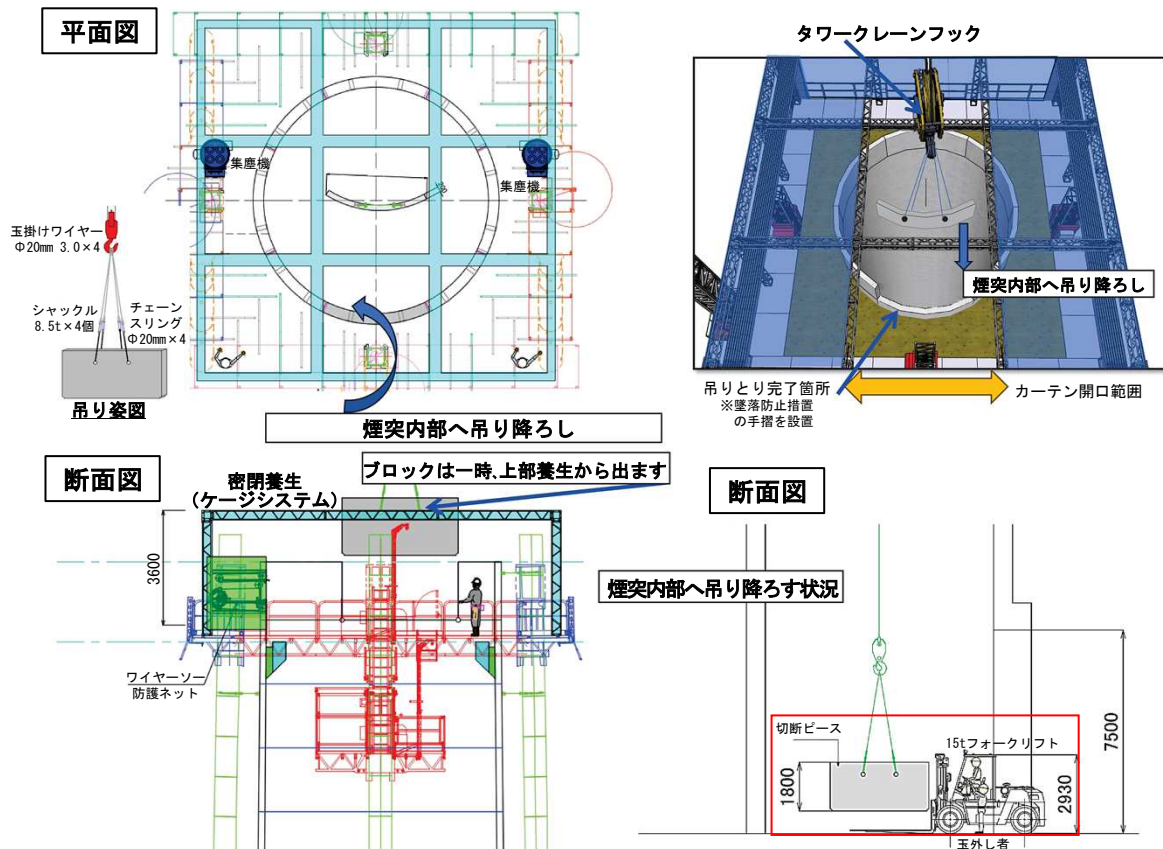 平面図
集塵機
集塵機
玉掛けワイヤー
Φ20mm 3.0×4
シャックル
8.5t×4個
チェーン
スリング
Φ20mm×4
吊り姿図
煙突内部へ吊り降ろし
タワークレーンフック
煙突内部へ吊り降ろし
吊りとり完了箇所
※墜落防止措置
の手摺を設置
カーテン開口範囲
断面図
密閉養生
(ケージシステム)
ブロックは一時、上部養生から出ます
3600
ワイヤーソー
防護ネット
断面図
煙突内部へ吊り降ろす状況
切断ピース
15tフォークリフト
1800
2930
7500
玉外し者